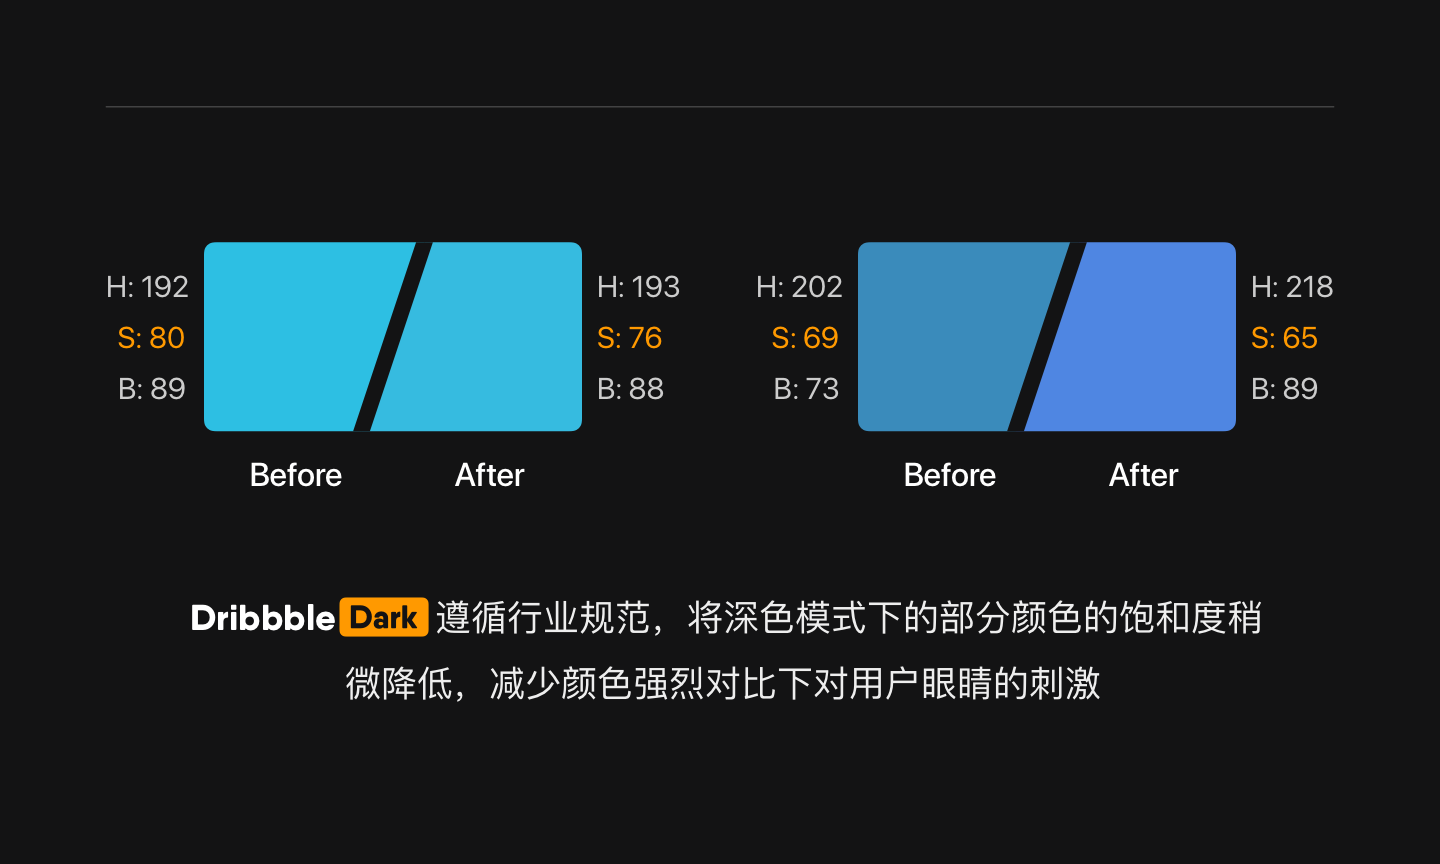 H: 192
S: 80
B: 89
H: 193
S: 76
B: 88
Before
After
H: 202
S: 69
B: 73
H: 218
S: 65
B: 89
Before
After
Dribbble Dark 遵循行业规范，将深色模式下的部分颜色的饱和度稍
微降低，减少颜色强烈对比下对用户眼睛的刺激